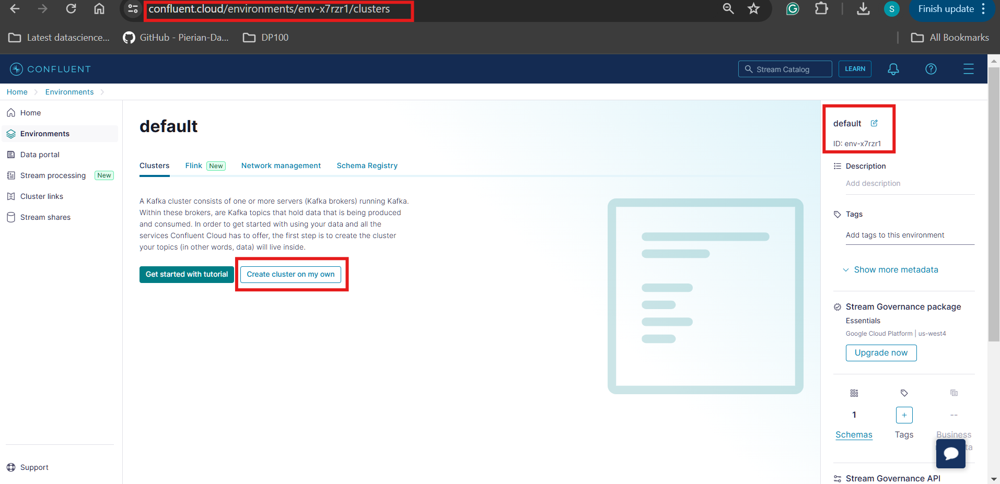 confluent.cloud/environments/env-x7rzr1/clusters
S
Finish update
Latest datascience...
GitHub - Pierian-Da...
DP100
All Bookmarks
CONFLUENT
Stream Catalog
LEARN
Home
Environments
Home
Environments
Data portal
Stream processing New
Cluster links
Stream shares
Support
default
Clusters
Flink New
Network management
Schema Registry
A Kafka cluster consists of one or more servers (Kafka brokers) running Kafka.
Within these brokers, are Kafka topics that hold data that is being produced
and consumed. In order to get started with using your data and all the
services Confluent Cloud has to offer, the first step is to create the cluster
your topics (in other words, data) will live inside.
Get started with tutorial
Create cluster on my own
default
ID: env-x7rzr1
Description
Add description
Tags
Add tags to this environment
Show more metadata
Stream Governance package
Essentials
Google Cloud Platform | us-west4
Upgrade now
1
--
Schemas
Tags
Business
Stream Governance API